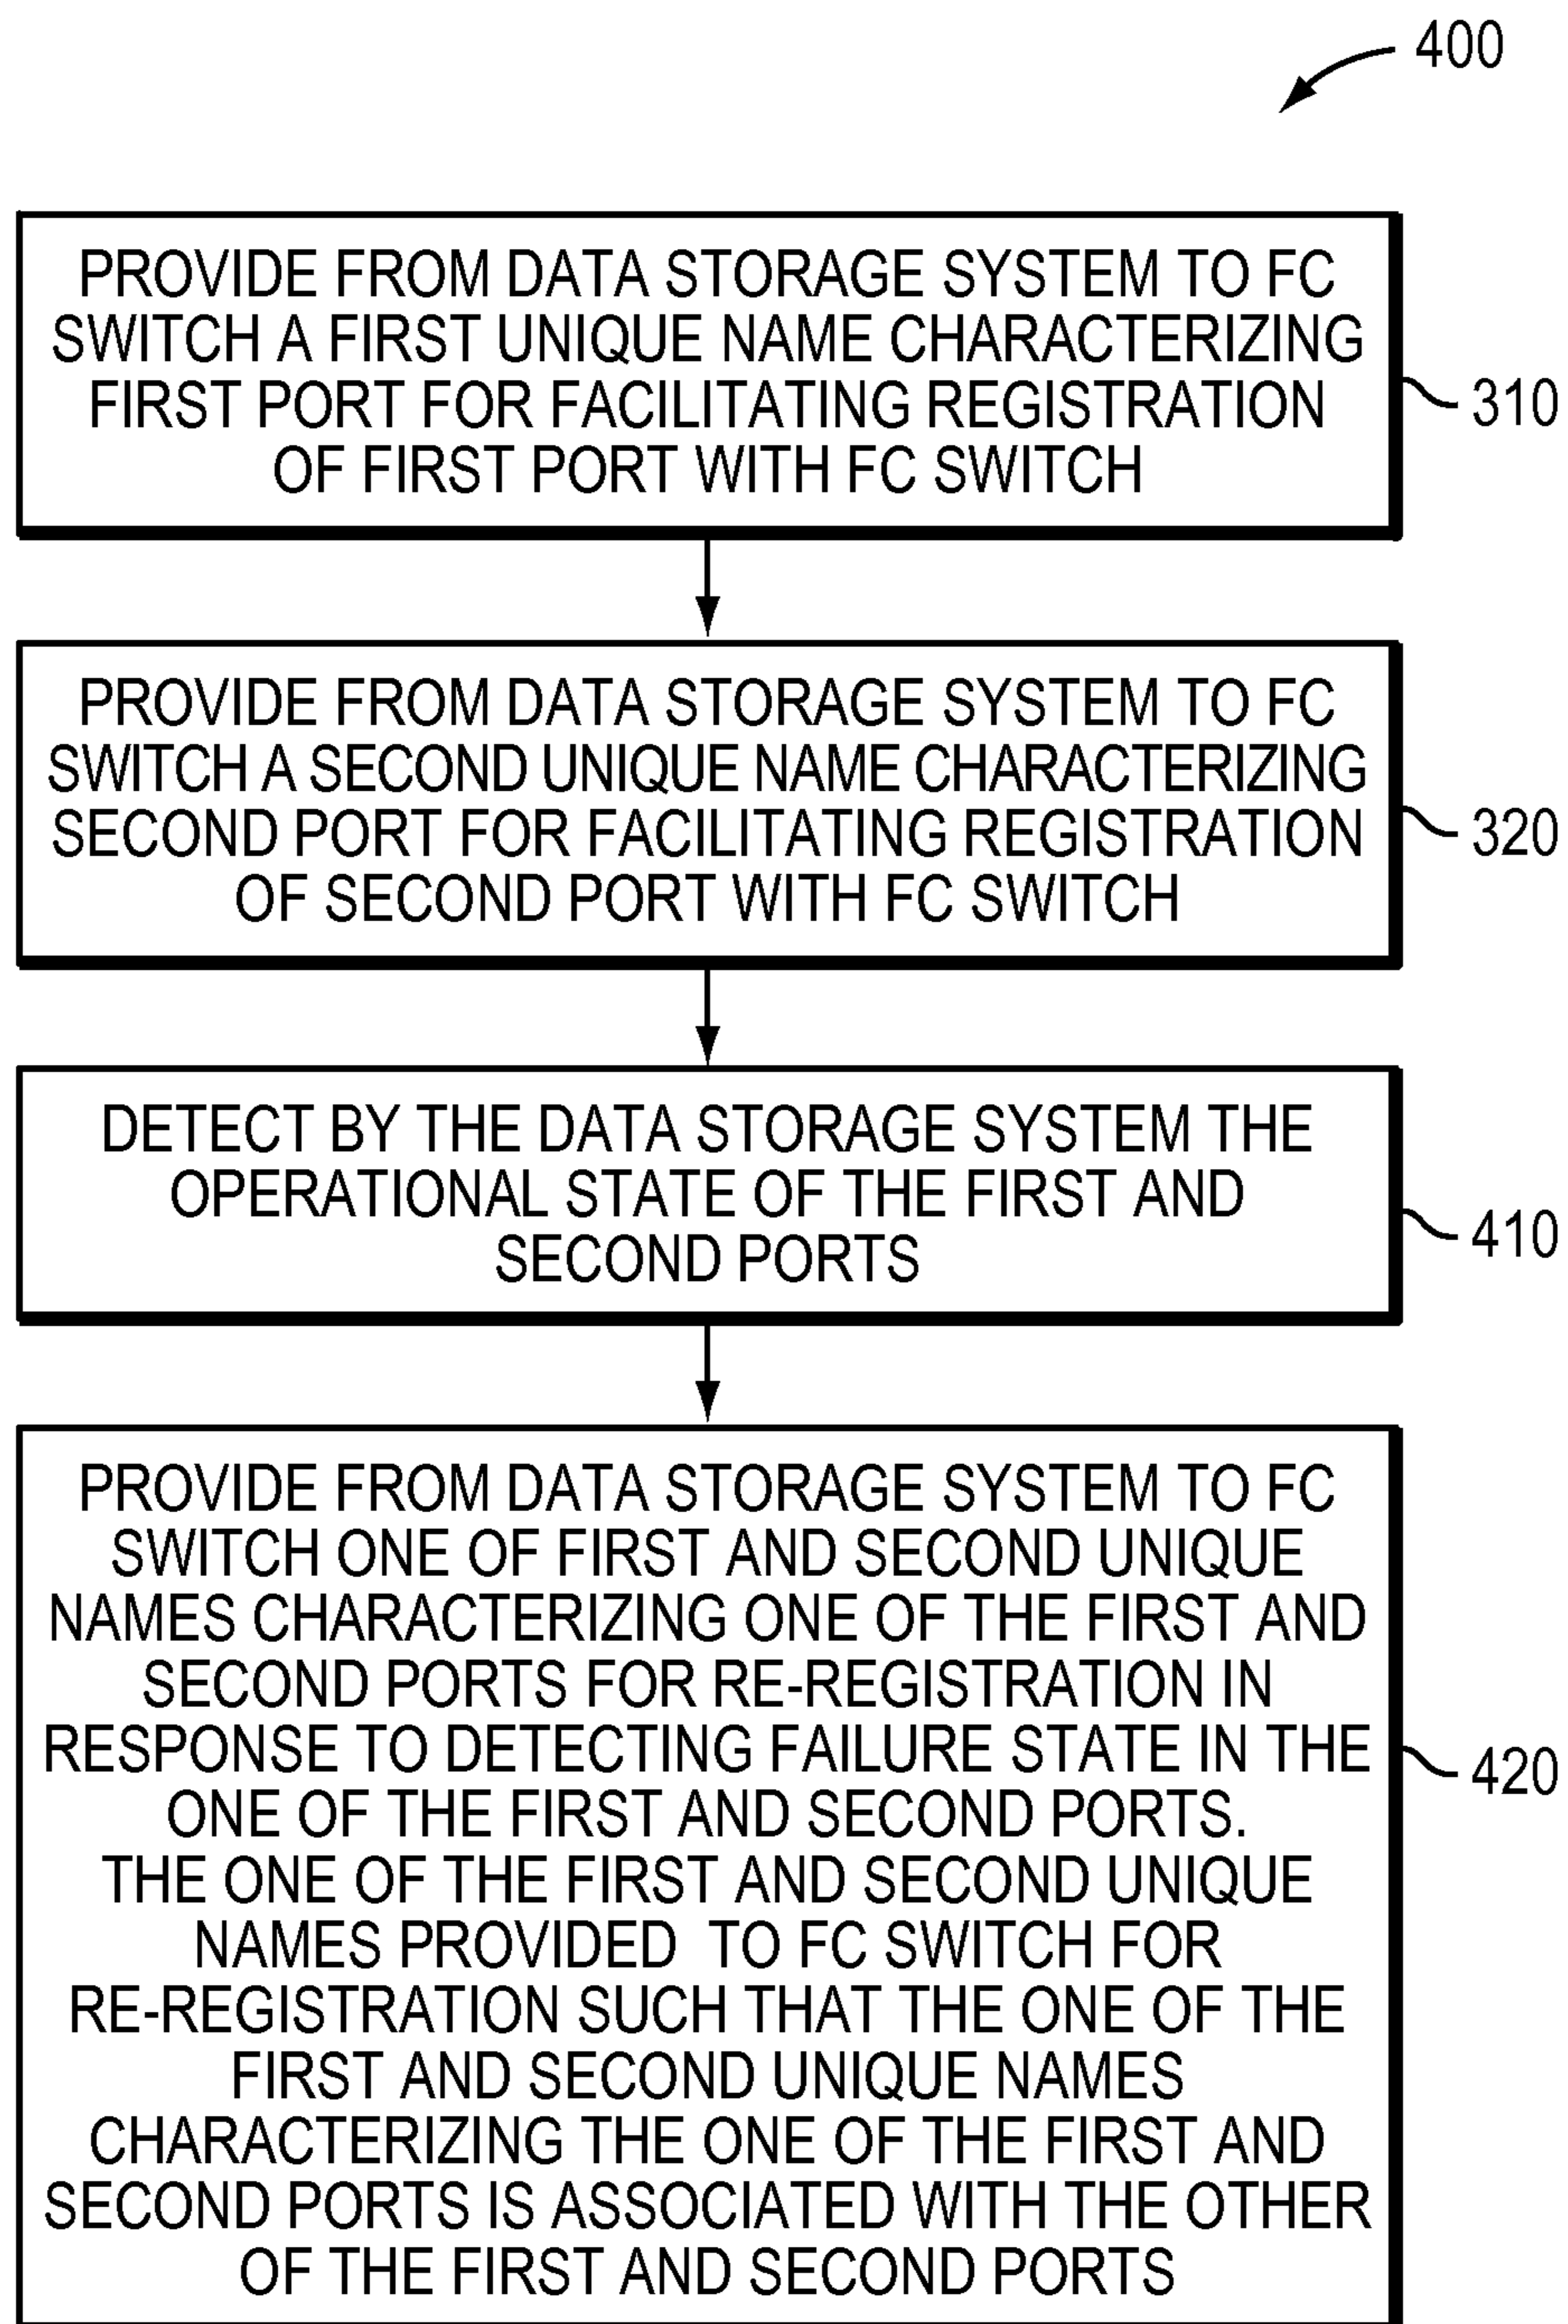 400
PROVIDE FROM DATA STORAGE SYSTEM TO FC
SWITCH A FIRST UNIQUE NAME CHARACTERIZING
FIRST PORT FOR FACILITATING REGISTRATION
OF FIRST PORT WITH FC SWITCH
310
PROVIDE FROM DATA STORAGE SYSTEM TO FC
SWITCH A SECOND UNIQUE NAME CHARACTERIZING
SECOND PORT FOR FACILITATING REGISTRATION
OF SECOND PORT WITH FC SWITCH
320
DETECT BY THE DATA STORAGE SYSTEM THE
OPERATIONAL STATE OF THE FIRST AND
SECOND PORTS
410
PROVIDE FROM DATA STORAGE SYSTEM TO FC
SWITCH ONE OF FIRST AND SECOND UNIQUE
NAMES CHARACTERIZING ONE OF THE FIRST AND
SECOND PORTS FOR RE-REGISTRATION IN
RESPONSE TO DETECTING FAILURE STATE IN THE
ONE OF THE FIRST AND SECOND PORTS.
THE ONE OF THE FIRST AND SECOND UNIQUE
NAMES PROVIDED TO FC SWITCH FOR
RE-REGISTRATION SUCH THAT THE ONE OF THE
FIRST AND SECOND UNIQUE NAMES
CHARACTERIZING THE ONE OF THE FIRST AND
SECOND PORTS IS ASSOCIATED WITH THE OTHER
OF THE FIRST AND SECOND PORTS
420